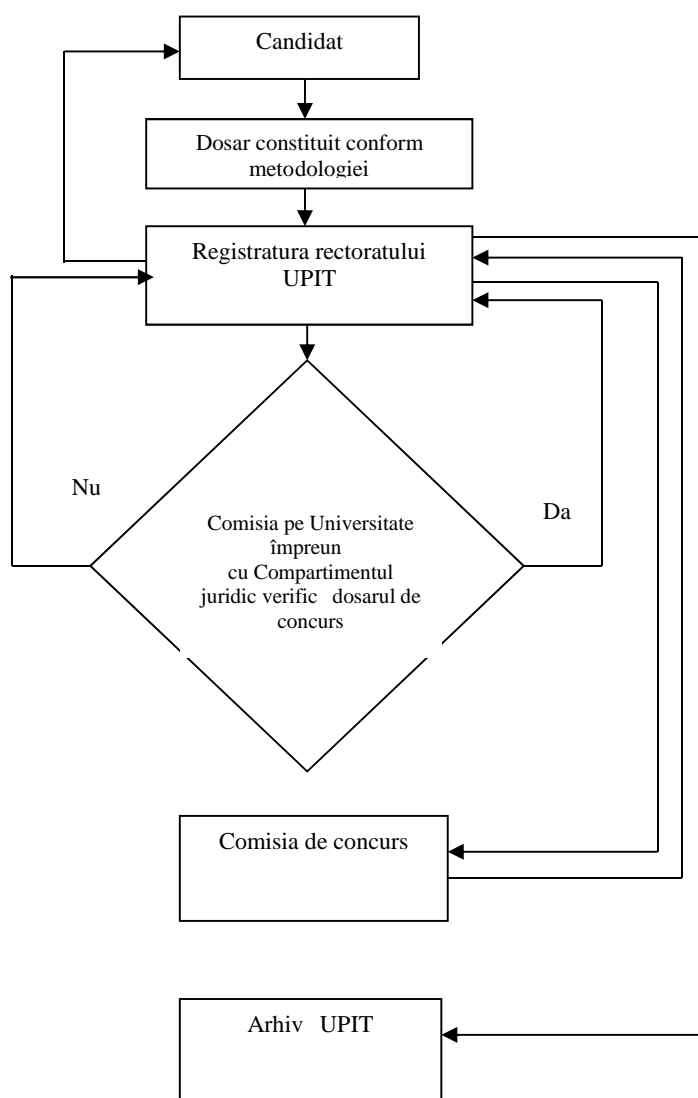 Candidat
Dosar constituit conform
metodologiei
Registratura rectoratului
UPIT
Nu
Da
Comisia pe Universitate
împreun
cu Compartimentul
juridic verific dosarul de
concurs
Comisia de concurs
Arhiv UPIT